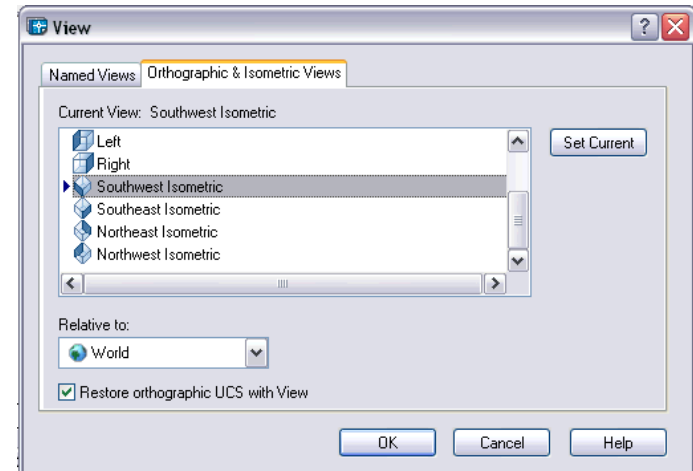 View
Named Views Orthographic & Isometric Views
Current View: Southwest Isometric
Left
Set Current
Right
Southwest Isometric
Southeast Isometric
Northeast Isometric
Northwest Isometric
Relative to:
World
Restore orthographic UCS with View
OK Cancel Help